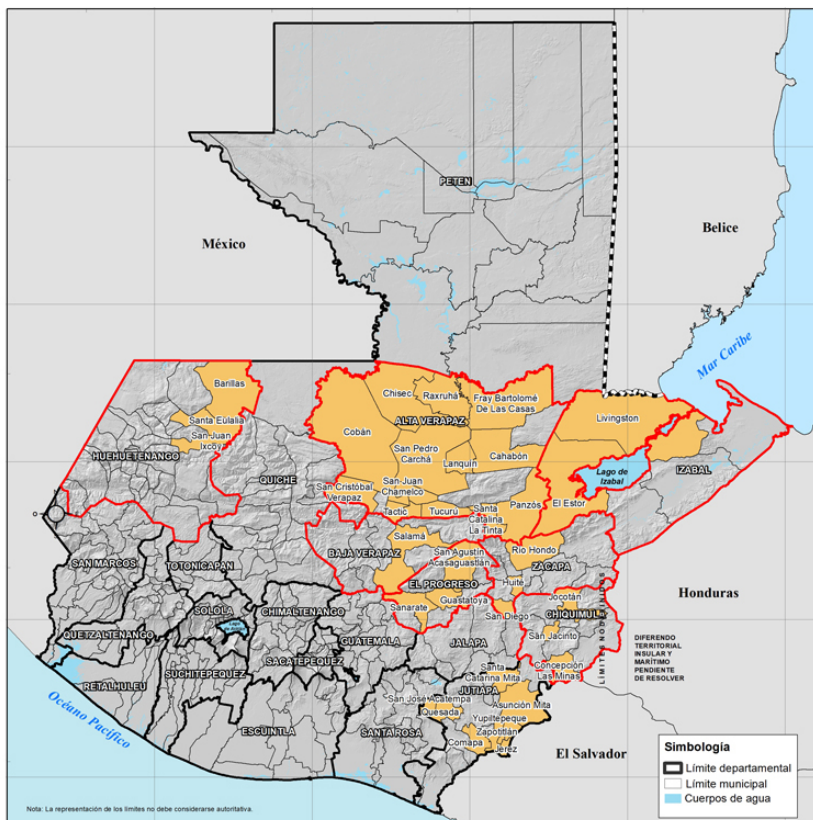 PETEN
México
Belice
Mar Caribe
Barillas
Chisec
Raxruhá
Fray Bartolomé
De Las Casas
Livingston
Santa Eulalia
ALTA VERAPAZ
San Juan
Ixcoy
Cobán
San Pedro
Carchá
Lanquín
Cahabón
HUEHUETENANGO
QUICHE
Lago de
Izabal
IZABAL
San Cristóbal
Verapaz
San Juan
Chamelco
Panzós
El Estor
Tactic
Tucuru
Santa
Catalina
La Tinta
Salamá
BAJA VERAPAZ
San Agustín
Acasaguastlán
Río Hondo
ZACAPA
SAN MARCOS
TOTONICAPAN
EL PROGRESO
Huité
Honduras
SOLOLA
CHIMALTENANGO
Guastatoya
Sanarate
San Diego
Jocotán
CHIQUIMULA
QUETZALTENANGO
GUATEMALA
JALAPA
San Jacinto
LÍMITES NO DEFINIDOS
DIFERENDO
TERRITORIAL
INSULAR Y
MARÍTIMO
PENDIENTE
DE RESOLVER
SACATEPEQUEZ
SUCHITEPEQUEZ
RETALHULEU
Santa
Catarina Mita
Concepción
Las Minas
San José Acatempa
JUTIAPA
Quesada
Asunción Mita
Océano Pacífico
ESCUINTLA
SANTA ROSA
Yupiltepeque
Zapotitlán
Comapa
Jerez
El Salvador
Simbología
Límite departamental
Límite municipal
Cuerpos de agua
Nota: La representación de los límites no debe considerarse autoritativa.